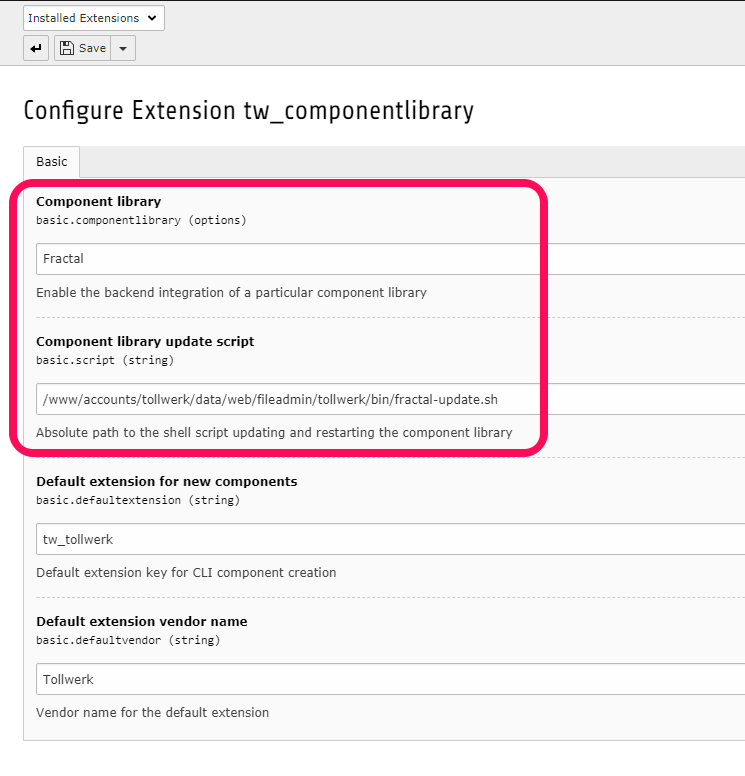 Installed Extensions
Save
Configure Extension tw_componentlibrary
Basic
Component library
basic.componentlibrary (options)
Fractal
Enable the backend integration of a particular component library
Component library update script
basic.script (string)
/www/accounts/tollwerk/data/web/fileadmin/tollwerk/bin/fractal-update.sh
Absolute path to the shell script updating and restarting the component library
Default extension for new components
basic.defaultextension (string)
tw_tollwerk
Default extension key for CLI component creation
Default extension vendor name
basic.defaultvendor (string)
Tollwerk
Vendor name for the default extension